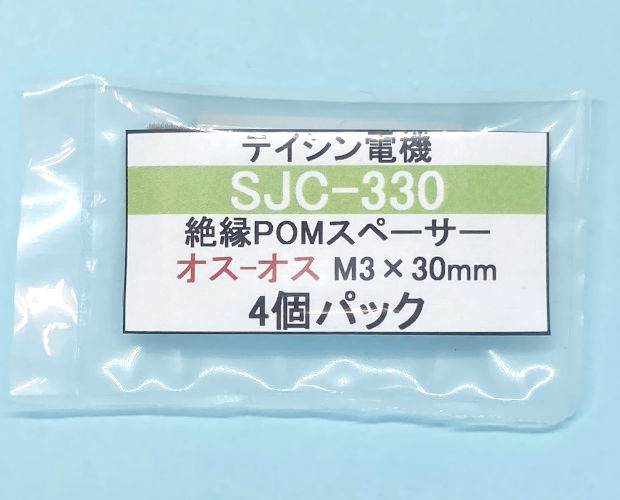 テイシン電機
SJC-330
絶縁POMスペーサー
オス-オス M3×30mm
4個パック